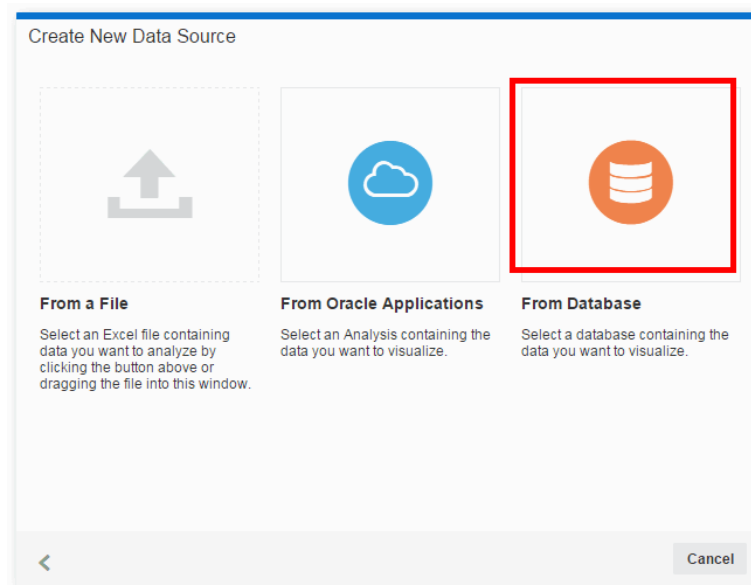 Create New Data Source
From a File
Select an Excel file containing
data you want to analyze by
clicking the button above or
dragging the file into this window.
From Oracle Applications
Select an Analysis containing the
data you want to visualize.
From Database
Select a database containing the
data you want to visualize.
Cancel